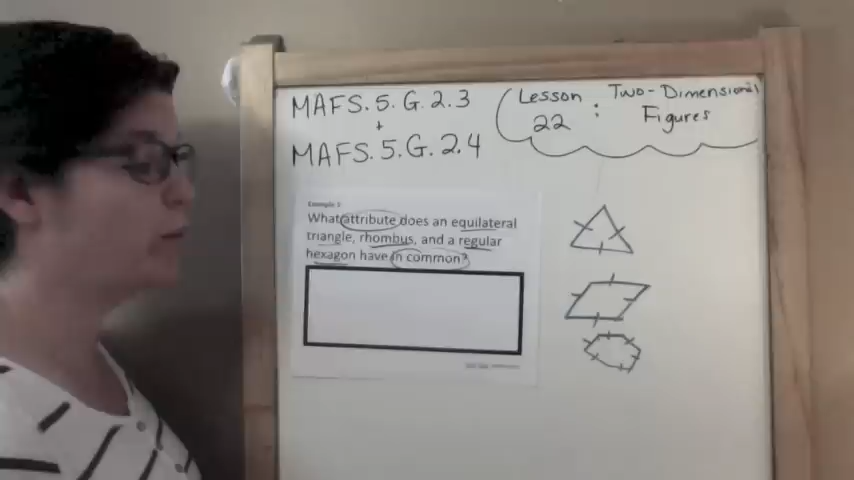 MAFS.5.G.2.3
+
MAFS.5.G.2.4
Lesson 22 : Two-Dimensional Figures
Example 3
What attribute does an equilateral
triangle, rhombus, and a regular
hexagon have in common?